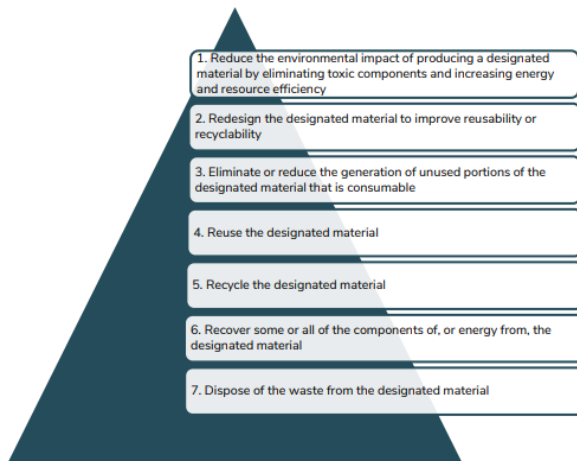 1. Reduce the environmental impact of producing a designated
material by eliminating toxic components and increasing energy
and resource efficiency
2. Redesign the designated material to improve reusability or
recyclability
3. Eliminate or reduce the generation of unused portions of the
designated material that is consumable
4. Reuse the designated material
5. Recycle the designated material
6. Recover some or all of the components of, or energy from, the
designated material
7. Dispose of the waste from the designated material